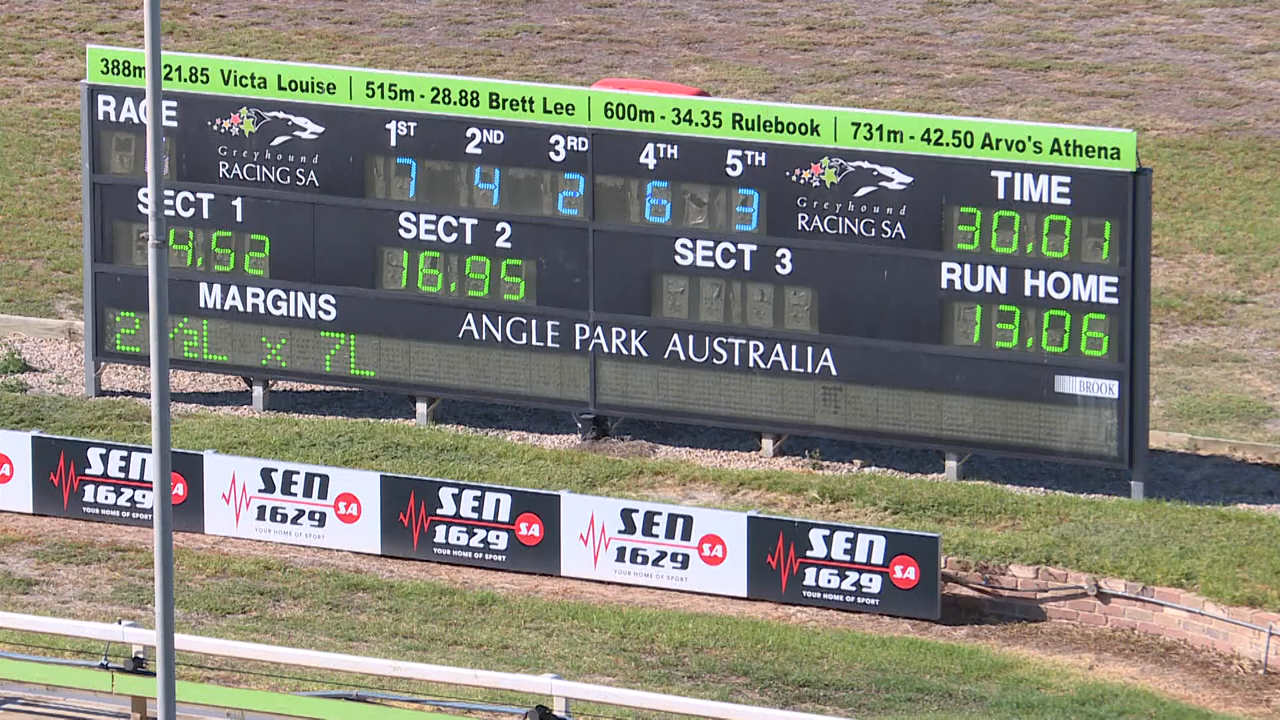 388m 21.85 Victa Louise | 515m - 28.88 Brett Lee | 600m - 34.35 Rulebook | 731m - 42.50 Arvo's Athena
RACE
Greyhound
RACING SA
1ST 2ND 3RD 4TH 5TH
7 4 2 6 3
Greyhound
RACING SA
TIME
30.01
SECT 1
4.52
SECT 2
16.95
SECT 3
RUN HOME
13.06
MARGINS
2 ½L x 7L
ANGLE PARK AUSTRALIA
BROOK
SA
SEN
1629
SA
YOUR HOME OF SPORT
SEN
1629
SA
YOUR HOME OF SPORT
SEN
1629
SA
YOUR HOME OF SPORT
SEN
1629
SA
YOUR HOME OF SPORT
SEN
1629
SA
YOUR HOME OF SPORT